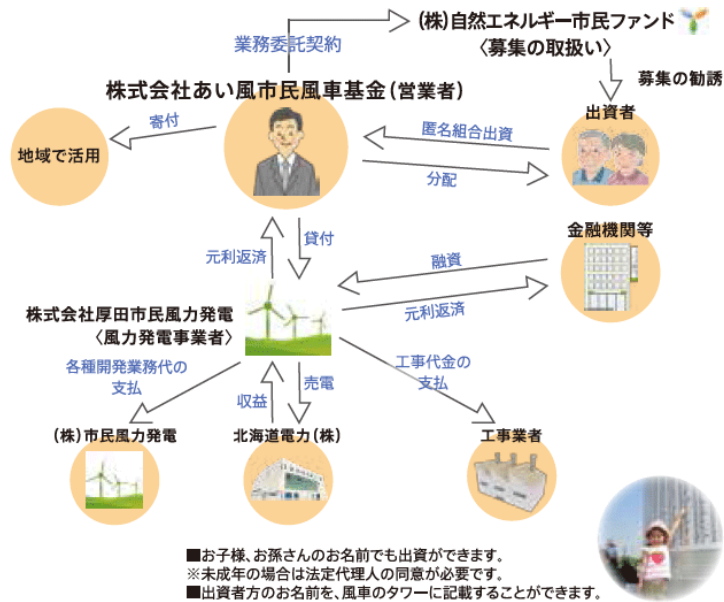 業務委託契約
(株)自然エネルギー市民ファンド
〈募集の取扱い〉
募集の勧誘
株式会社あい風市民風車基金(営業者)
出資者
寄付
匿名組合出資
地域で活用
分配
金融機関等
貸付
元利返済
融資
元利返済
株式会社厚田市民風力発電
〈風力発電事業者〉
各種開発業務代の
支払
工事代金の
支払
売電
収益
(株)市民風力発電
北海道電力(株)
工事業者
■お子様、お孫さんのお名前でも出資ができます。
※未成年の場合は法定代理人の同意が必要です。
■出資者方のお名前を、風車のタワーに記載することができます。